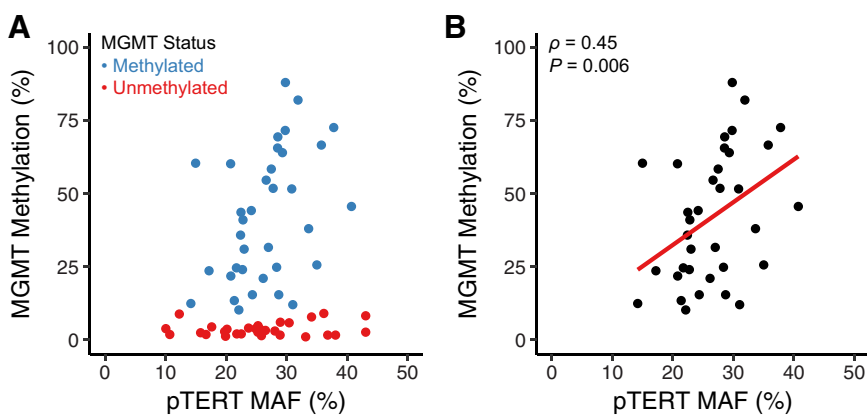 A
MGMT Status
• Methylated
• Unmethylated
MGMT Methylation (%)
100
75
50
25
0
0 10 20 30 40 50
pTERT MAF (%)
B
ρ = 0.45
P = 0.006
MGMT Methylation (%)
100
75
50
25
0
0 10 20 30 40 50
pTERT MAF (%)